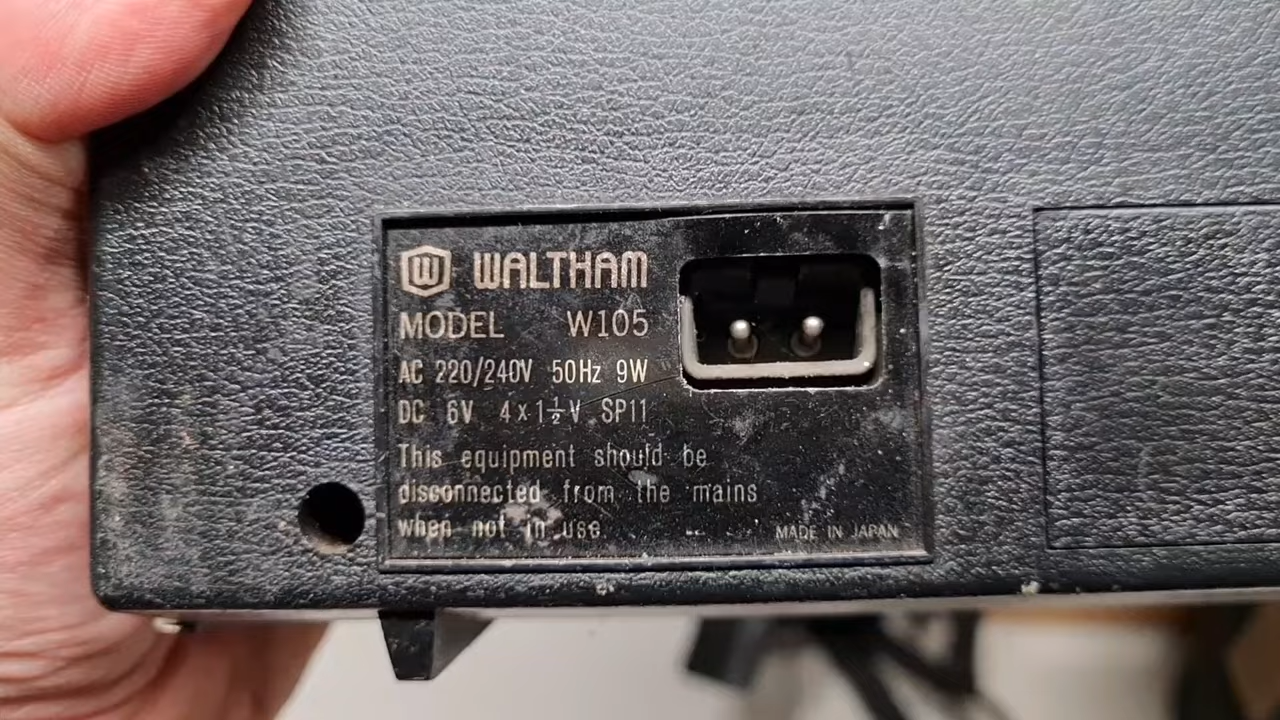 W WALTHAM
MODEL W105
AC 220/240V 50Hz 9W
DC 6V 4×1½V SP11
This equipment should be
disconnected from the mains
when not in use.
MADE IN JAPAN